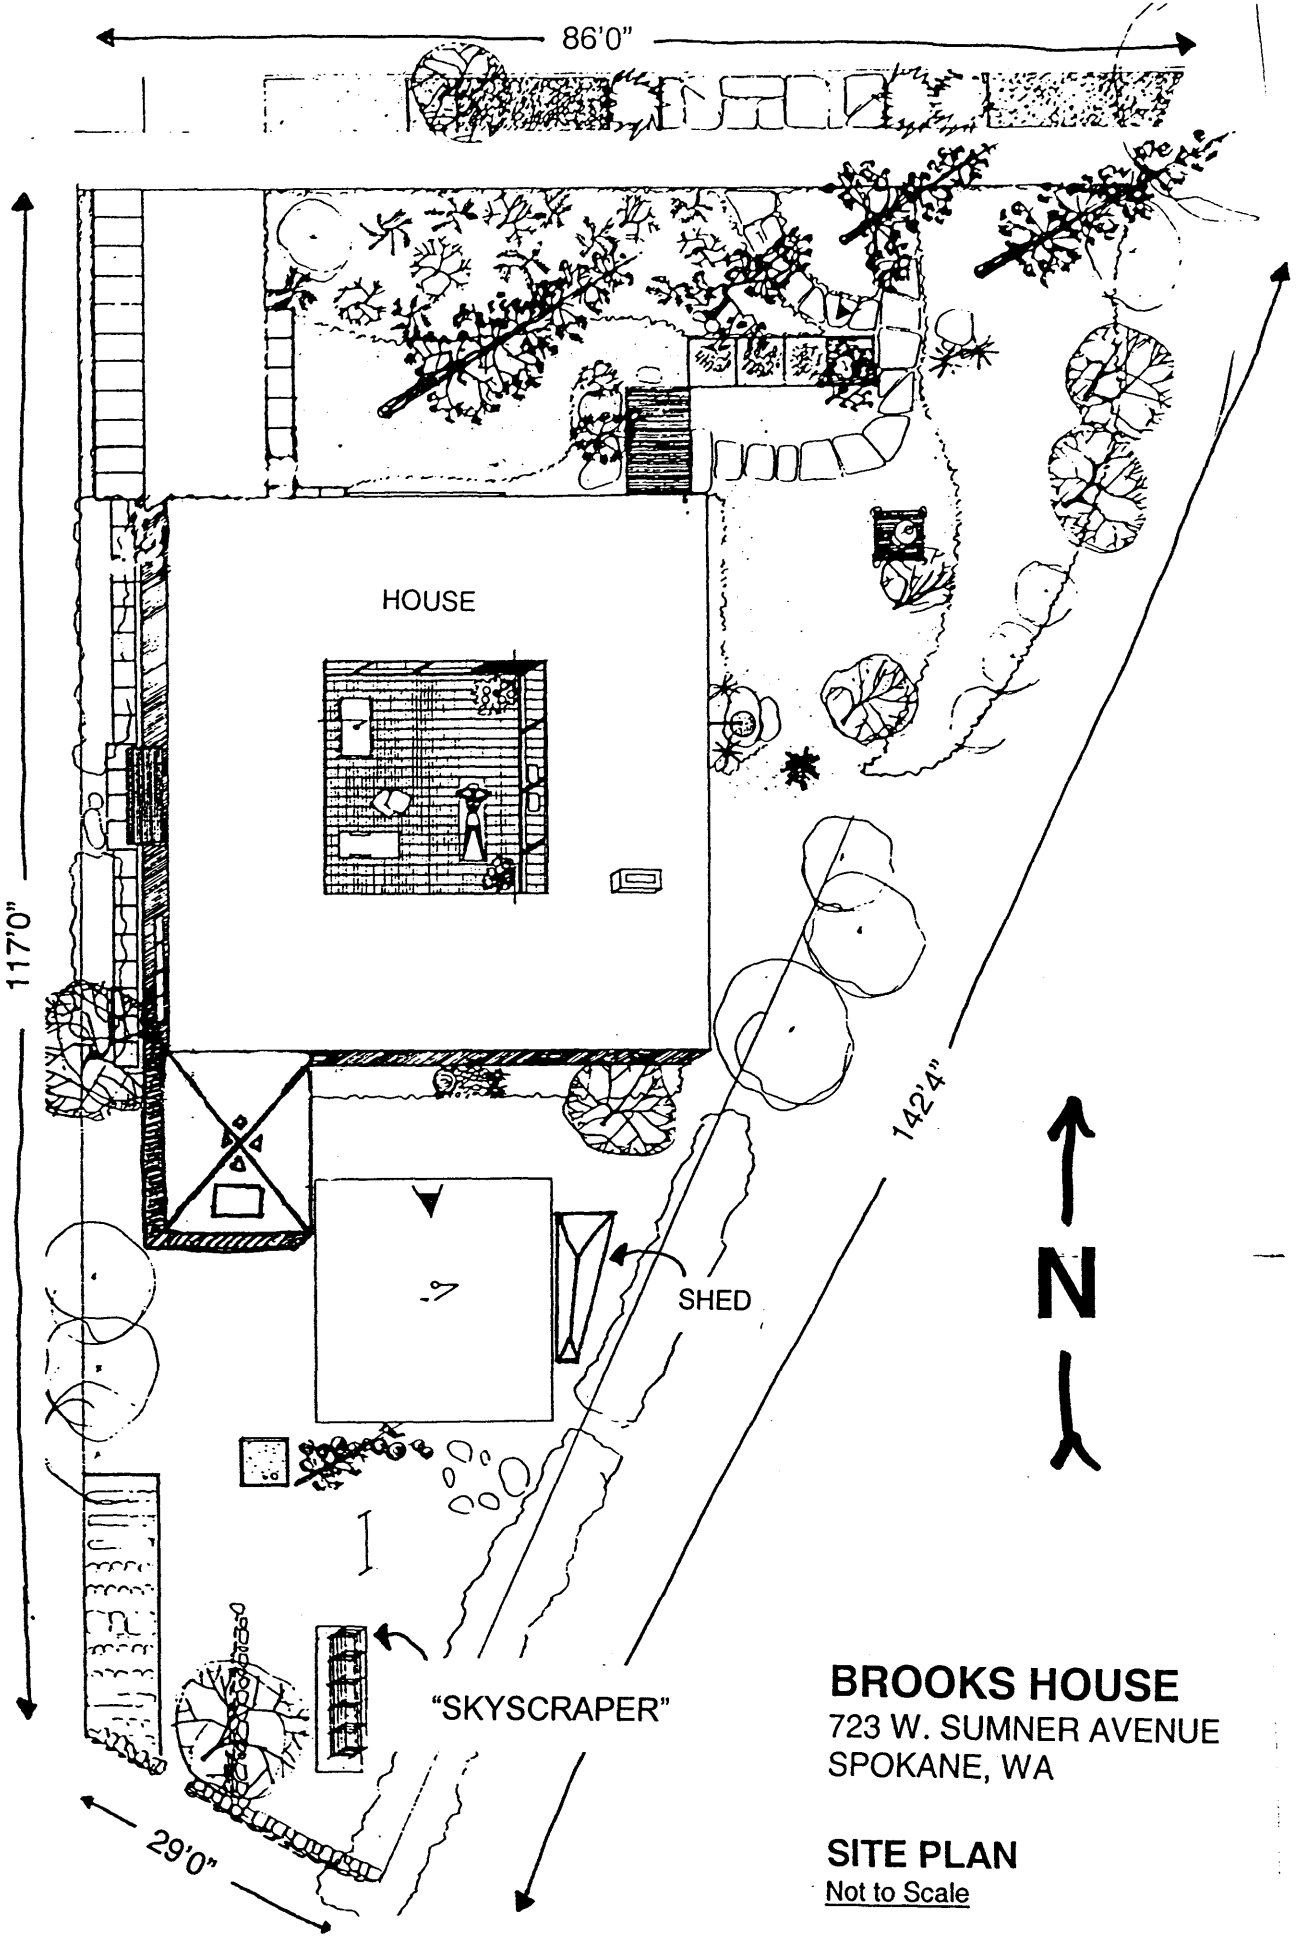 86'0"
HOUSE
117'0"
142'4"
N
SHED
"SKYSCRAPER"
29'0"
BROOKS HOUSE
723 W. SUMNER AVENUE
SPOKANE, WA
SITE PLAN
Not to Scale